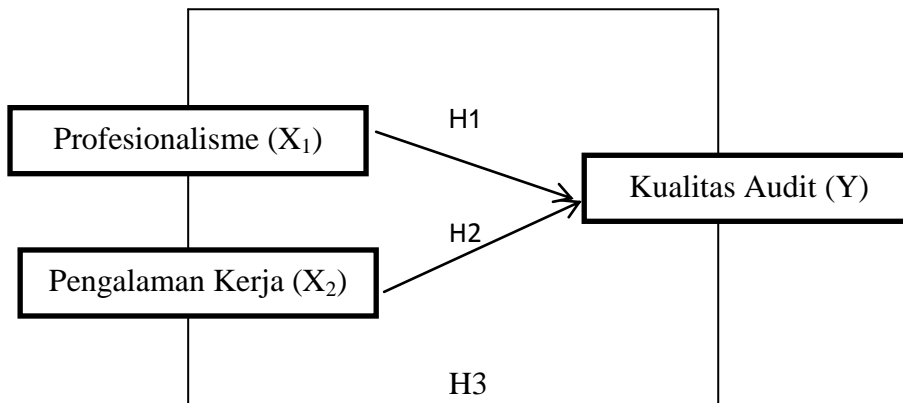 H1
Profesionalisme (X₁)
Kualitas Audit (Y)
H2
Pengalaman Kerja (X₂)
H3